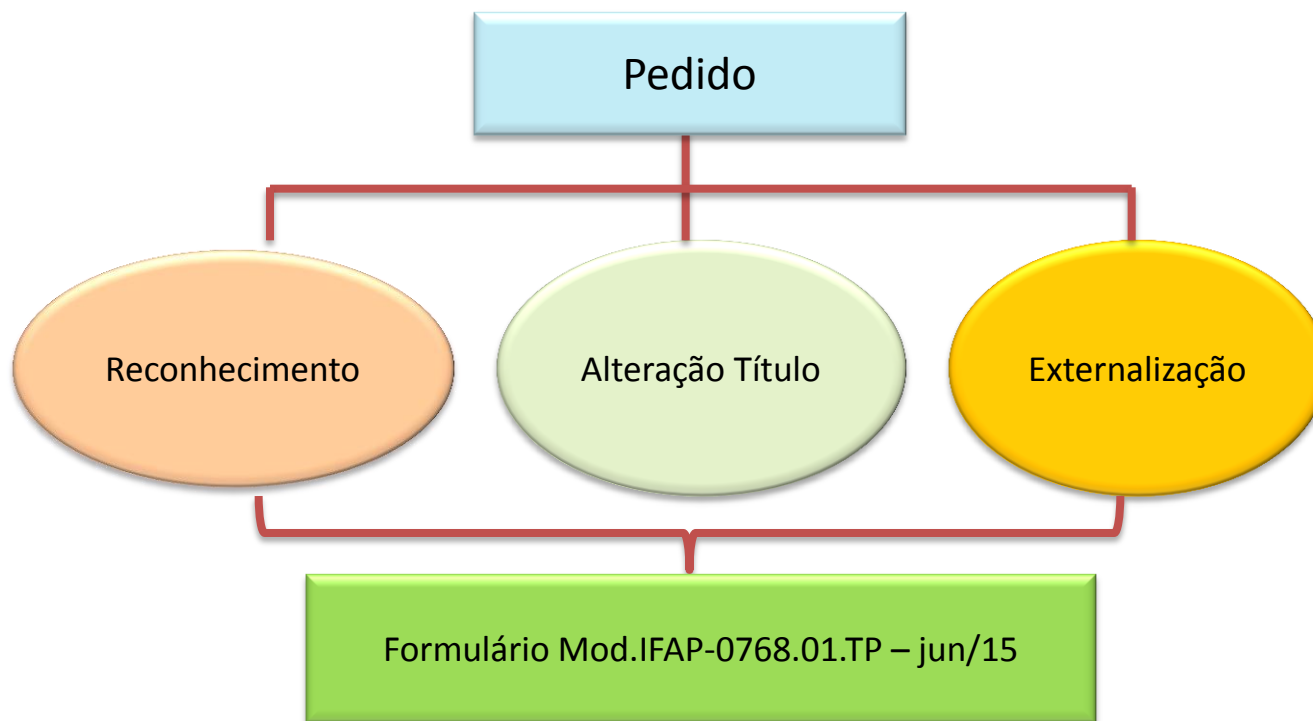 Pedido
Reconhecimento
Alteração Título
Externalização
Formulário Mod.IFAP-0768.01.TP – jun/15